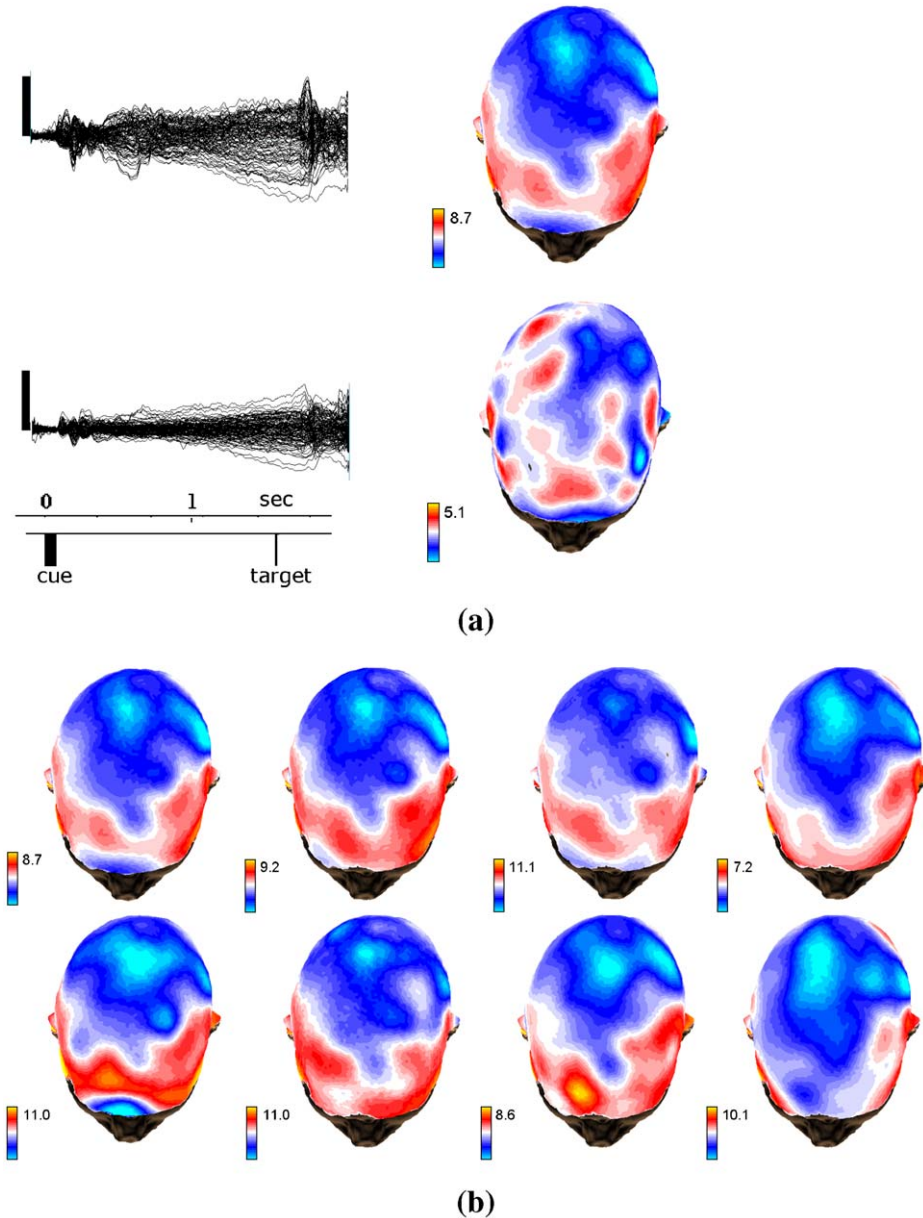 8.7
5.1
0 1 sec
cue target
(a)
8.7 9.2 11.1 7.2
11.0 11.0 8.6 10.1
(b)